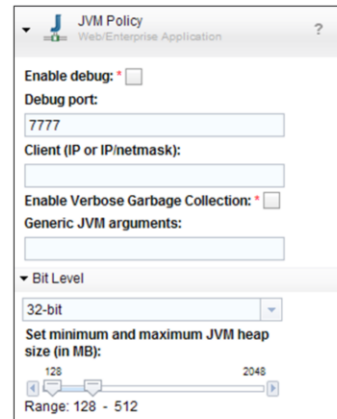 JVM Policy
Web/Enterprise Application
?
Enable debug: *
Debug port:
7777
Client (IP or IP/netmask):
Enable Verbose Garbage Collection: *
Generic JVM arguments:
Bit Level
32-bit
Set minimum and maximum JVM heap
size (in MB):
128 2048
Range: 128 - 512